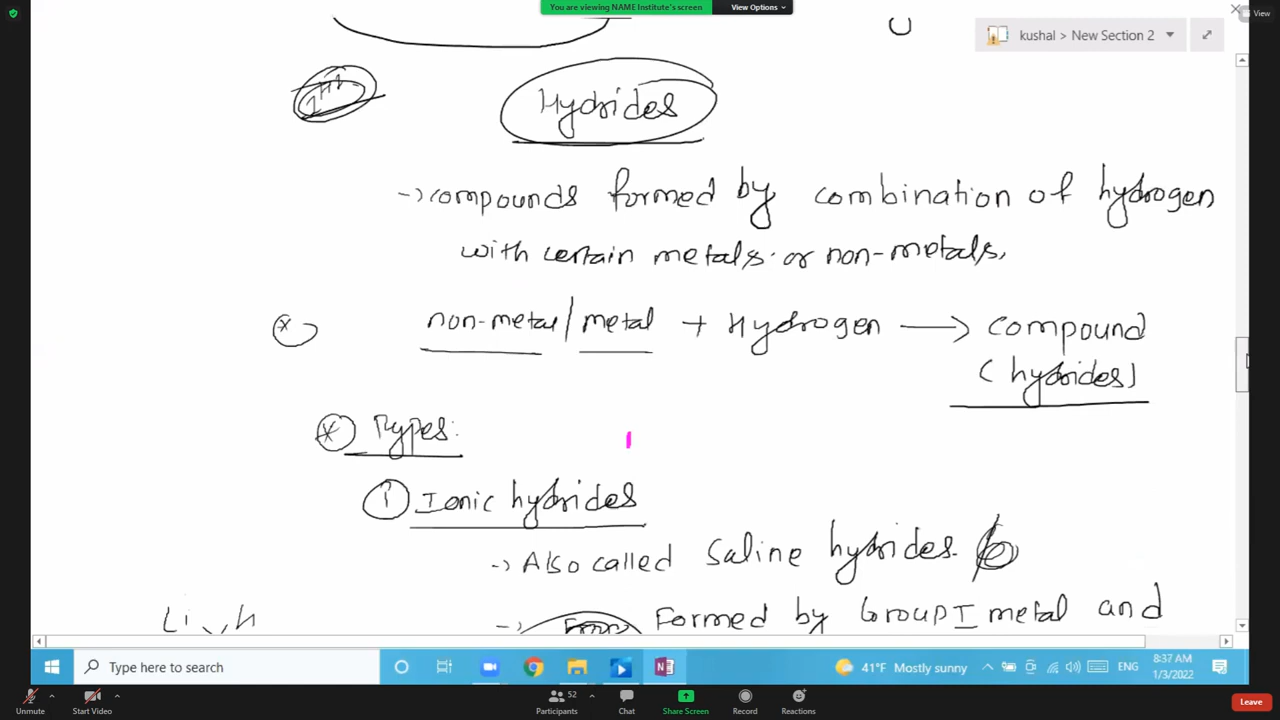 You are viewing NAME Institute's screen
View Options
View
kushal > New Section 2
Hydrides
→ compounds formed by combination of hydrogen
with certain metals or non-metals.
non-metal/metal + Hydrogen → compound
(hydrides)
* Types:
① Ionic hydrides
→ Also called Saline hydrides.
→ Formed by Group I metal and
Type here to search
41°F Mostly sunny
ENG
8:37 AM
1/3/2022
Unmute
Start Video
52
Participants
Chat
Share Screen
Record
Reactions
Leave